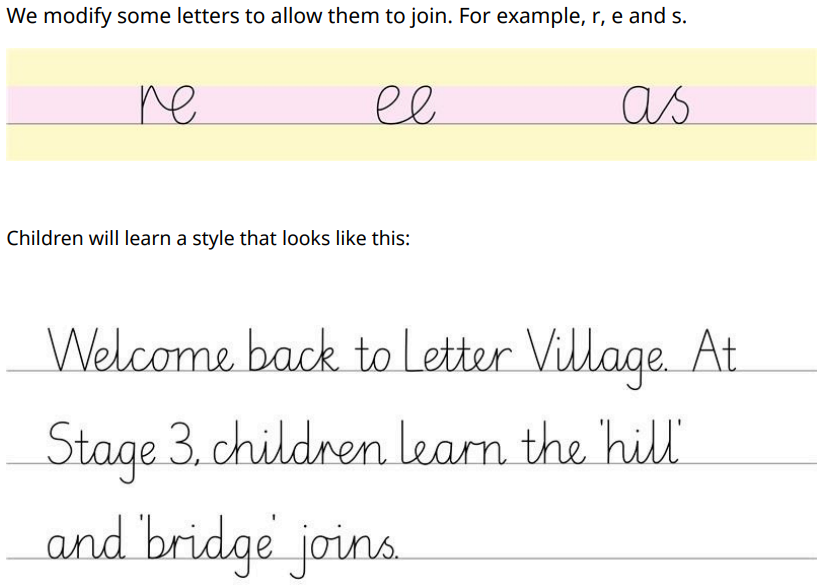 We modify some letters to allow them to join. For example, r, e and s.
re ee as
Children will learn a style that looks like this:
Welcome back to Letter Village. At
Stage 3, children learn the 'hill'
and 'bridge' joins.